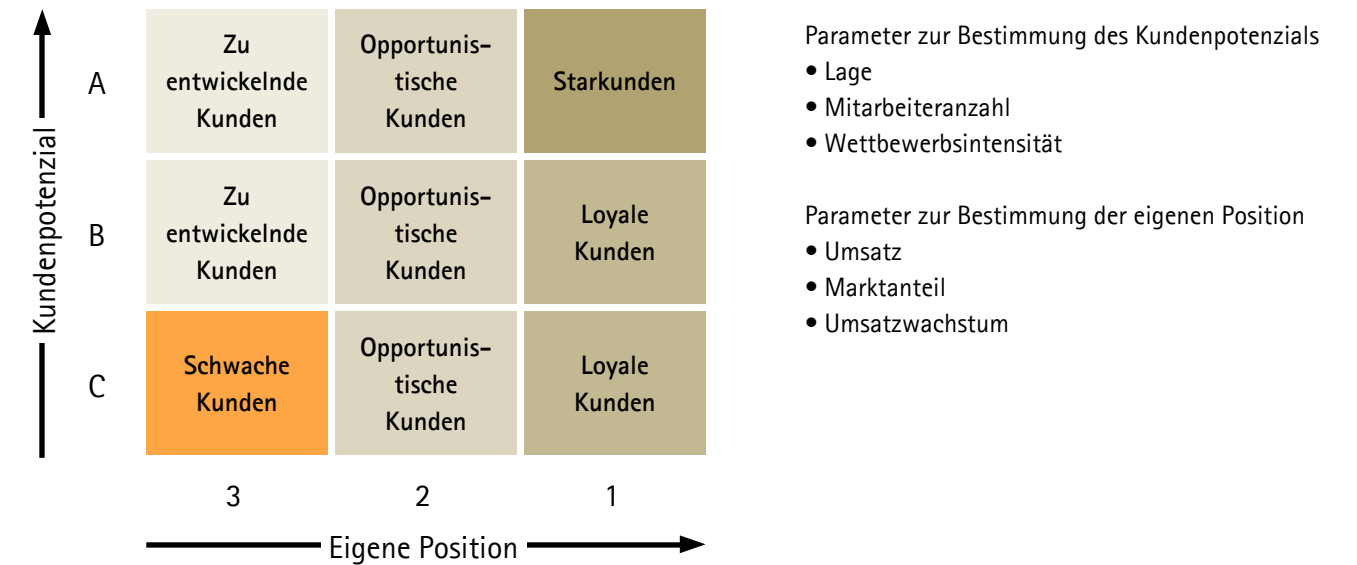 Kundenpotenzial
A
Zu
entwickelnde
Kunden
Opportunis-
tische
Kunden
Starkunden
B
Zu
entwickelnde
Kunden
Opportunis-
tische
Kunden
Loyale
Kunden
C
Schwache
Kunden
Opportunis-
tische
Kunden
Loyale
Kunden
3
2
1
Eigene Position
Parameter zur Bestimmung des Kundenpotenzials
• Lage
• Mitarbeiteranzahl
• Wettbewerbsintensität
Parameter zur Bestimmung der eigenen Position
• Umsatz
• Marktanteil
• Umsatzwachstum